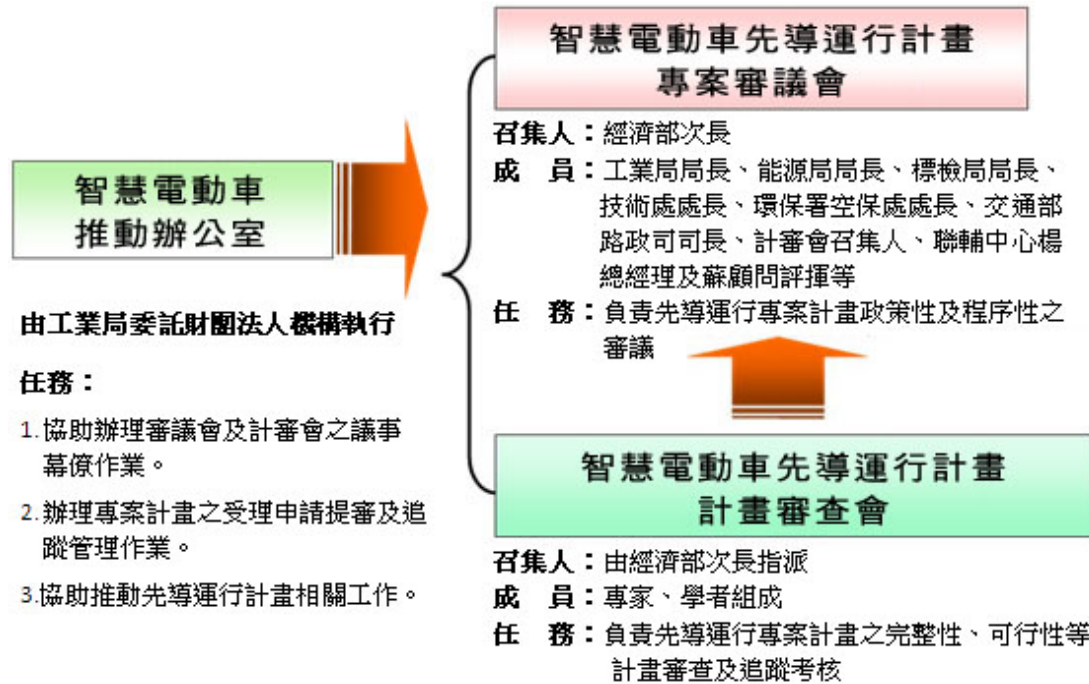 智慧電動車
推動辦公室
由工業局委託財團法人機構執行
任務：
1.協助辦理審議會及計審會之議事
幕僚作業。
2.辦理專案計畫之受理申請提審及追
蹤管理作業。
3.協助推動先導運行計畫相關工作。
智慧電動車先導運行計畫
專案審議會
召集人：經濟部次長
成　員：工業局局長、能源局局長、標檢局局長、
技術處處長、環保署空保處處長、交通部
路政司司長、計審會召集人、聯輔中心楊
總經理及蘇顧問評揮等
任　務：負責先導運行專案計畫政策性及程序性之
審議
智慧電動車先導運行計畫
計畫審查會
召集人：由經濟部次長指派
成　員：專家、學者組成
任　務：負責先導運行專案計畫之完整性、可行性等
計畫審查及追蹤考核